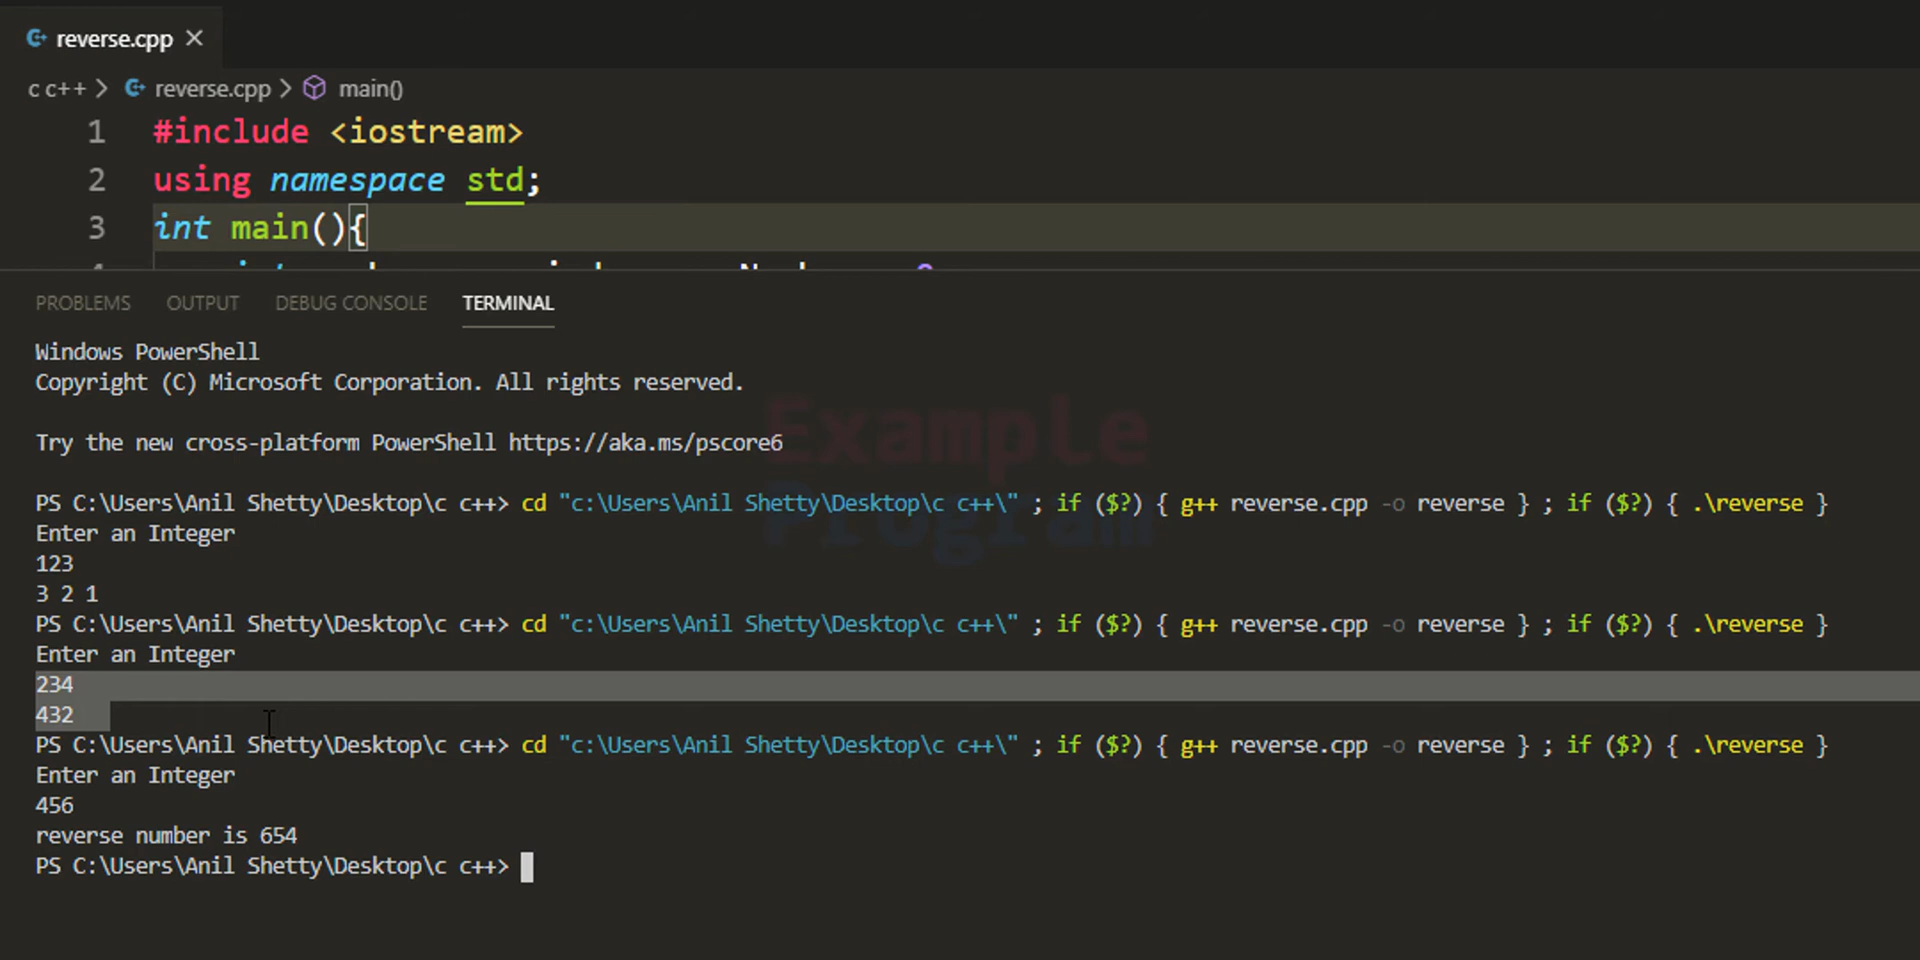 reverse.cpp
c c++ > reverse.cpp > main()
1 #include <iostream>
2 using namespace std;
3 int main(){
PROBLEMS OUTPUT DEBUG CONSOLE TERMINAL
Windows PowerShell
Copyright (C) Microsoft Corporation. All rights reserved.
Example
Try the new cross-platform PowerShell https://aka.ms/pscore6
PS C:\Users\Anil Shetty\Desktop\c c++> cd "c:\Users\Anil Shetty\Desktop\c c++\" ; if ($?) { g++ reverse.cpp -o reverse } ; if ($?) { .\reverse }
Program
Enter an Integer
123
3 2 1
PS C:\Users\Anil Shetty\Desktop\c c++> cd "c:\Users\Anil Shetty\Desktop\c c++\" ; if ($?) { g++ reverse.cpp -o reverse } ; if ($?) { .\reverse }
Enter an Integer
234
432
PS C:\Users\Anil Shetty\Desktop\c c++> cd "c:\Users\Anil Shetty\Desktop\c c++\" ; if ($?) { g++ reverse.cpp -o reverse } ; if ($?) { .\reverse }
Enter an Integer
456
reverse number is 654
PS C:\Users\Anil Shetty\Desktop\c c++>